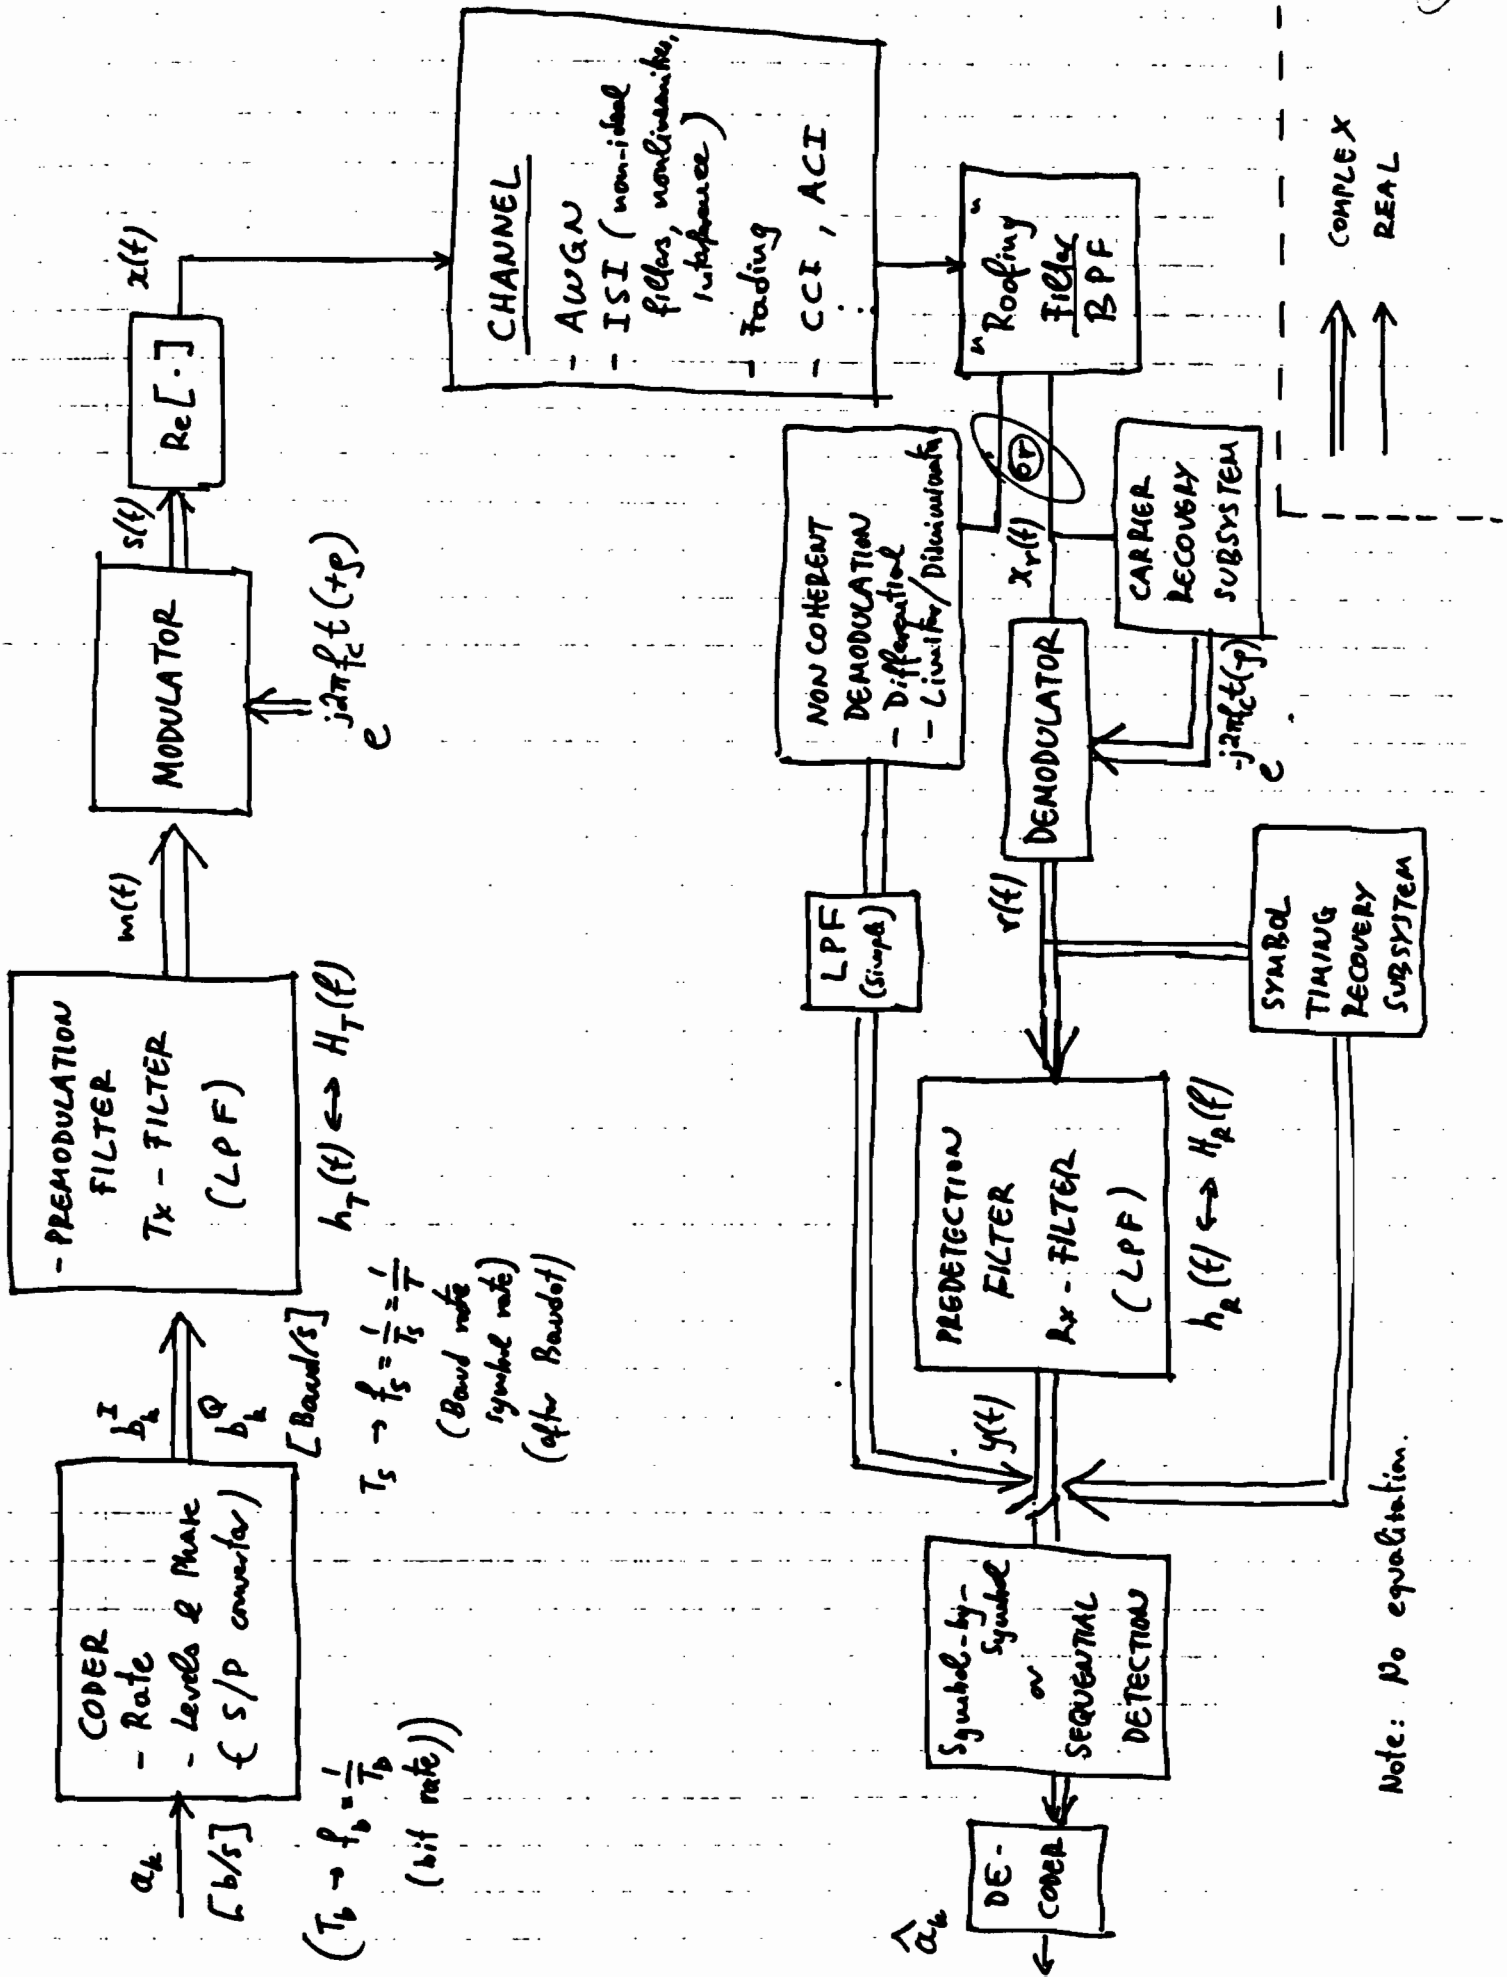 a_k
[b/s]
(T_b → f_b = 1/T_b
(bit rate))
CODER
- Rate
- Levels & Phase
(S/P convertor)
b_k^I
b_k^Q
[Baud/s]
T_s → f_s = 1/T_s = 1/T
(Baud rate
symbol rate)
(after Baudot)
- PREMODULATION
FILTER
Tx - FILTER
(LPF)
h_T(t) ↔ H_T(f)
m(t)
MODULATOR
e^{j2πf_c t (+φ)}
s(t)
Re[·]
x(t)
CHANNEL
- AWGN
- ISI (non-ideal
filters, nonlinearities,
interference)
- Fading
- CCI, ACI
"Roofing"
Filter
BPF
or
NON COHERENT
DEMODULATION
- Differential
- Limiter/Discriminator
LPF
(simple)
x_r(t)
CARRIER
RECOVERY
SUBSYSTEM
e^{-j2πf_c t(φ)}
DEMODULATOR
r(t)
SYMBOL
TIMING
RECOVERY
SUBSYSTEM
PREDETECTION
FILTER
Rx - FILTER
(LPF)
h_R(t) ↔ H_R(f)
y(t)
Symbol-by-
Symbol
or
SEQUENTIAL
DETECTION
DE-
CODER
â_k
Note: No equalization.
⇒ COMPLEX
→ REAL